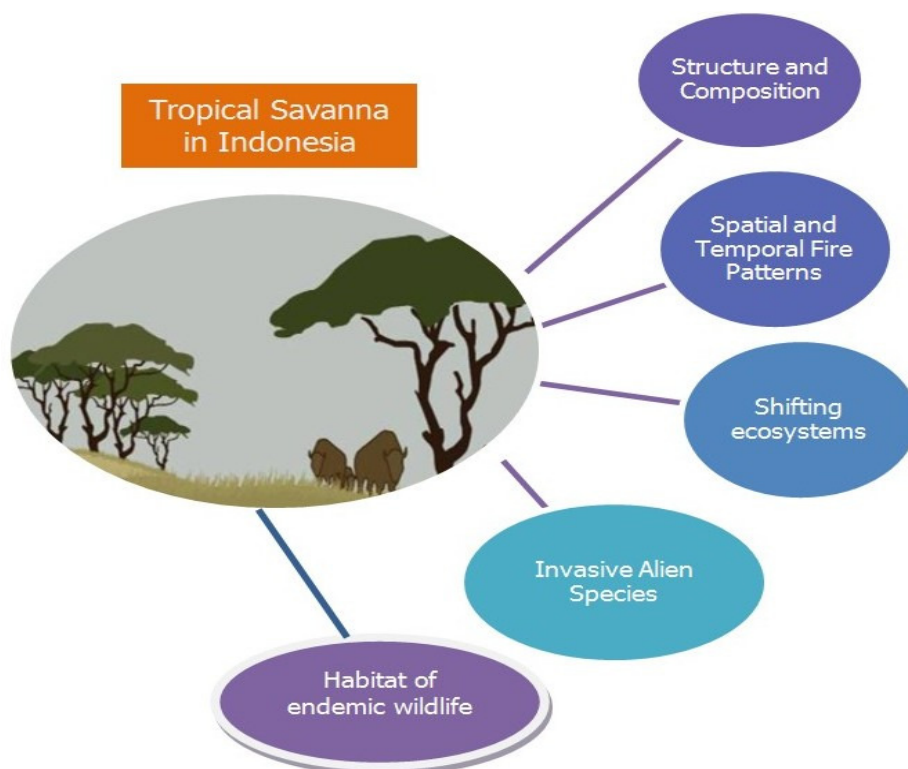 Tropical Savanna
in Indonesia
Structure and
Composition
Spatial and
Temporal Fire
Patterns
Shifting
ecosystems
Invasive Alien
Species
Habitat of
endemic wildlife